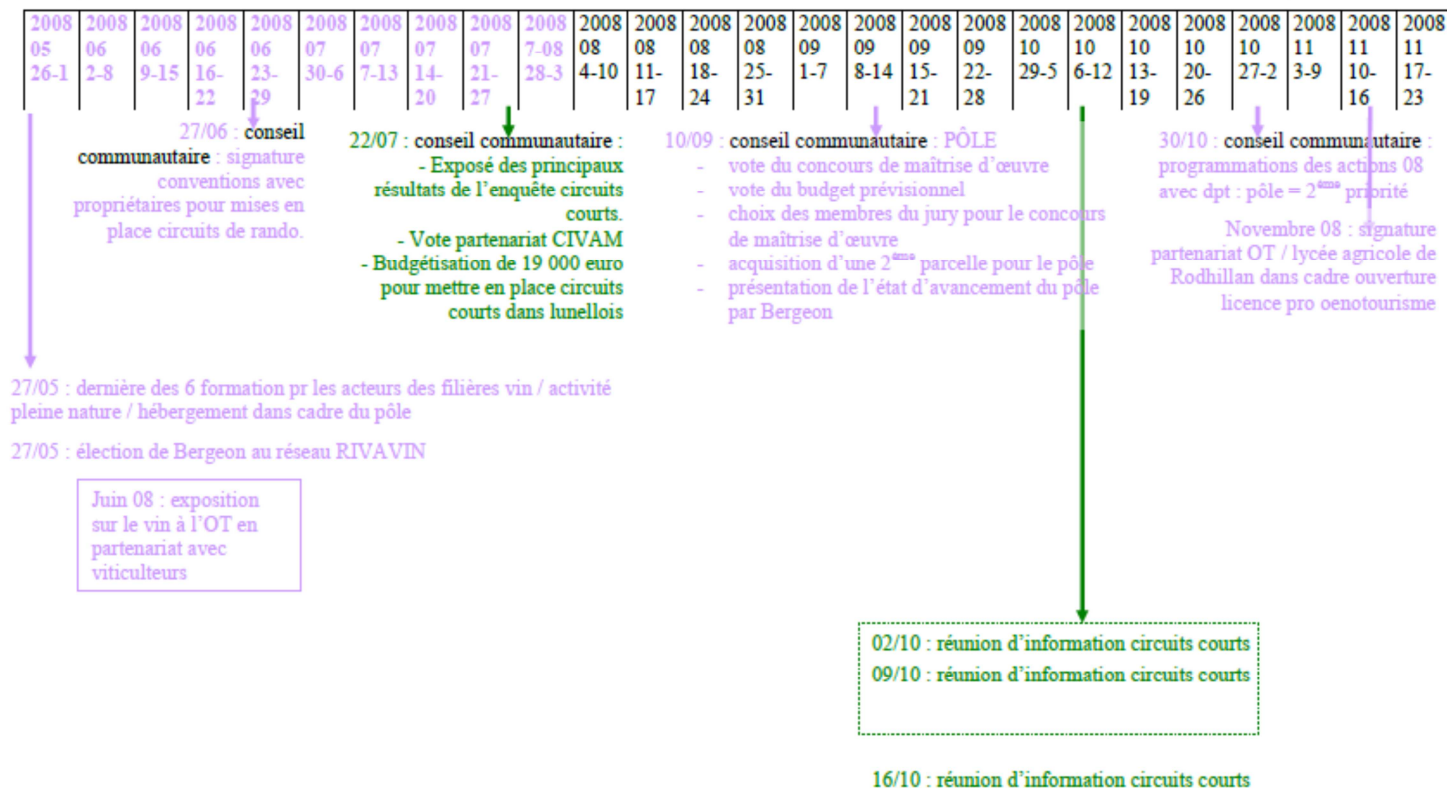 2008 2008 2008 2008 2008 2008 2008 2008 2008 2008 2008 2008 2008 2008 2008 2008 2008 2008 2008 2008 2008 2008 2008 2008 2008 2008
05 06 06 06 06 07 07 07 07 7-08 08 08 08 08 09 09 09 09 10 10 10 10 10 11 11 11
26-1 2-8 9-15 16- 23- 30-6 7-13 14- 21- 28-3 4-10 11- 18- 25- 1-7 8-14 15- 22- 29-5 6-12 13- 20- 27-2 3-9 10- 17-
22 29 20 27 17 24 31 21 28 19 26 16 23
27/06 : conseil
communautaire : signature
conventions avec
propriétaires pour mises en
place circuits de rando.
22/07 : conseil communautaire :
- Exposé des principaux
résultats de l’enquête circuits
courts.
- Vote partenariat CIVAM
- Budgétisation de 19 000 euro
pour mettre en place circuits
courts dans lunellois
10/09 : conseil communautaire : PÔLE
- vote du concours de maîtrise d’œuvre
- vote du budget prévisionnel
- choix des membres du jury pour le concours
de maîtrise d’œuvre
- acquisition d’une 2ème parcelle pour le pôle
- présentation de l’état d’avancement du pôle
par Bergeon
30/10 : conseil communautaire :
programmations des actions 08
avec dpt : pôle = 2ème priorité
Novembre 08 : signature
partenariat OT / lycée agricole de
Rodhillan dans cadre ouverture
licence pro oenotourisme
27/05 : dernière des 6 formation pr les acteurs des filières vin / activité
pleine nature / hébergement dans cadre du pôle
27/05 : élection de Bergeon au réseau RIVAVIN
Juin 08 : exposition
sur le vin à l’OT en
partenariat avec
viticulteurs
02/10 : réunion d’information circuits courts
09/10 : réunion d’information circuits courts
16/10 : réunion d’information circuits courts